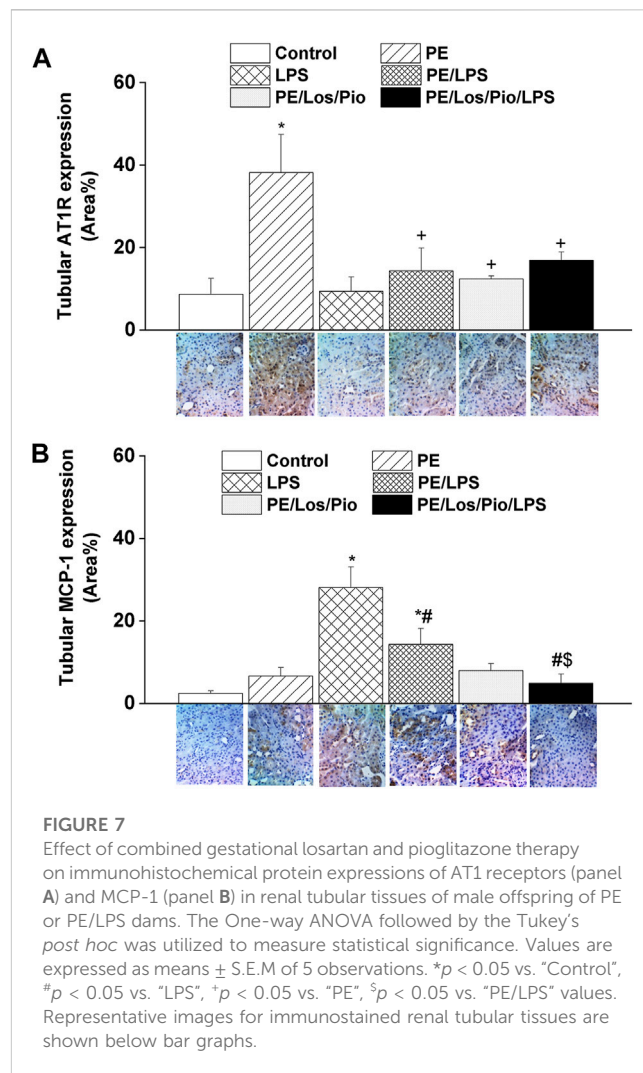 A
Control PE
LPS PE/LPS
PE/Los/Pio PE/Los/Pio/LPS
Tubular AT1R expression
(Area%)
60
40
20
0
*
+
+
+
B
Control PE
LPS PE/LPS
PE/Los/Pio PE/Los/Pio/LPS
Tubular MCP-1 expression
(Area%)
60
40
20
0
*
*#
#$
FIGURE 7
Effect of combined gestational losartan and pioglitazone therapy
on immunohistochemical protein expressions of AT1 receptors (panel
A) and MCP-1 (panel B) in renal tubular tissues of male offspring of PE
or PE/LPS dams. The One-way ANOVA followed by the Tukey's
post hoc was utilized to measure statistical significance. Values are
expressed as means ± S.E.M of 5 observations. *p < 0.05 vs. “Control”,
#p < 0.05 vs. “LPS”, +p < 0.05 vs. “PE”, $p < 0.05 vs. “PE/LPS” values.
Representative images for immunostained renal tubular tissues are
shown below bar graphs.